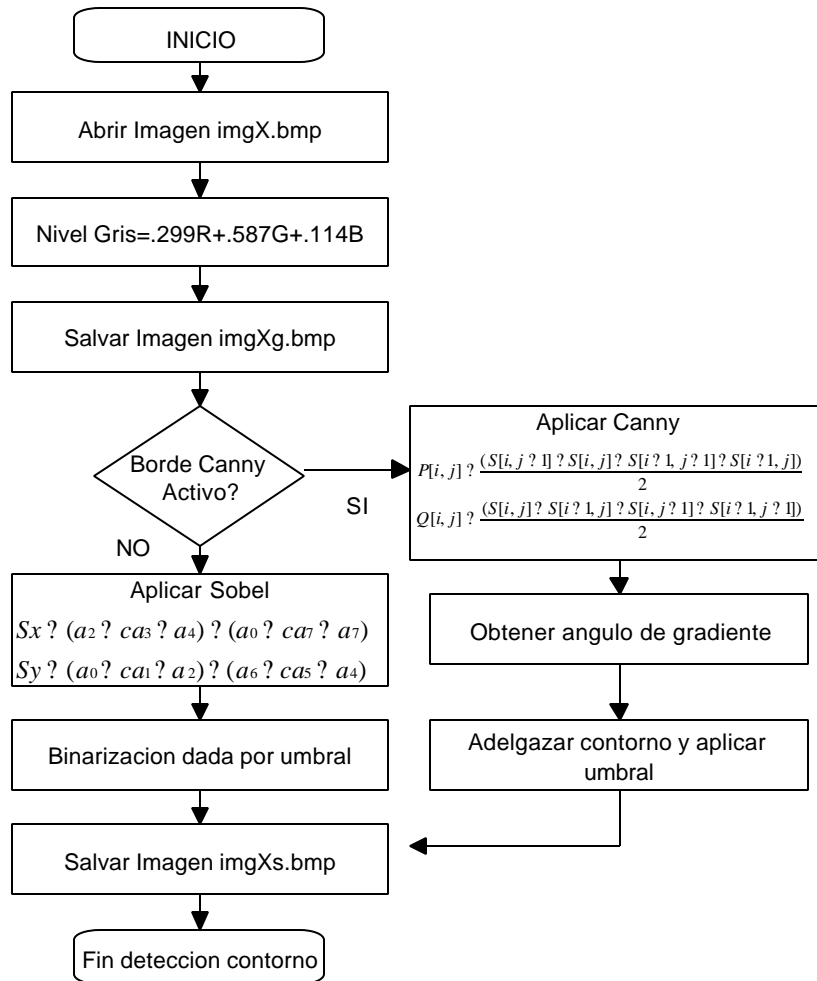 INICIO
Abrir Imagen imgX.bmp
Nivel Gris=.299R+.587G+.114B
Salvar Imagen imgXg.bmp
Borde Canny
Activo?
SI
NO
Aplicar Canny
P[i, j] ? (S[i, j ? 1] ? S[i, j] ? S[i ? 1, j ? 1] ? S[i ? 1, j]) / 2
Q[i, j] ? (S[i, j] ? S[i ? 1, j] ? S[i, j ? 1] ? S[i ? 1, j ? 1]) / 2
Obtener angulo de gradiente
Adelgazar contorno y aplicar
umbral
Aplicar Sobel
Sx ? (a2 ? ca3 ? a4) ? (a0 ? ca7 ? a7)
Sy ? (a0 ? ca1 ? a2) ? (a6 ? ca5 ? a4)
Binarizacion dada por umbral
Salvar Imagen imgXs.bmp
Fin deteccion contorno